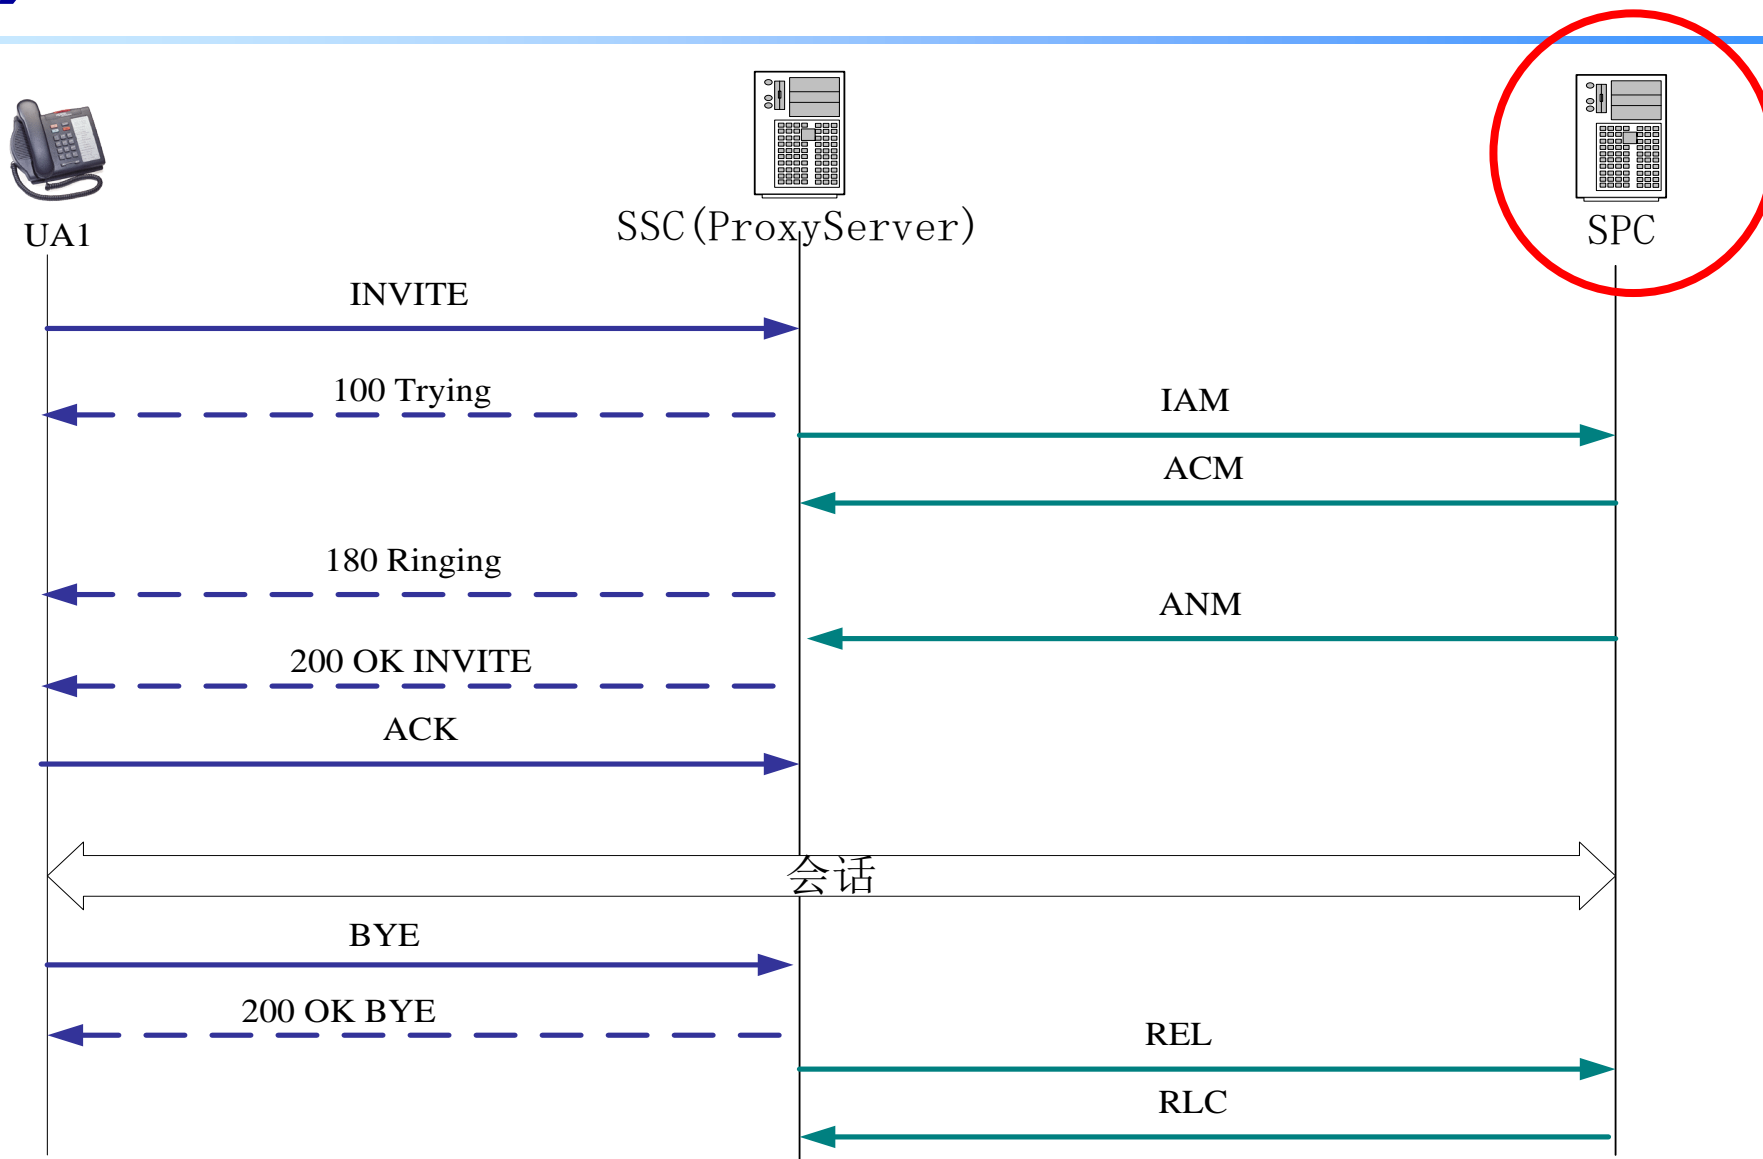 UA1
SSC(ProxyServer)
SPC
INVITE
100 Trying
IAM
ACM
180 Ringing
ANM
200 OK INVITE
ACK
会话
BYE
200 OK BYE
REL
RLC